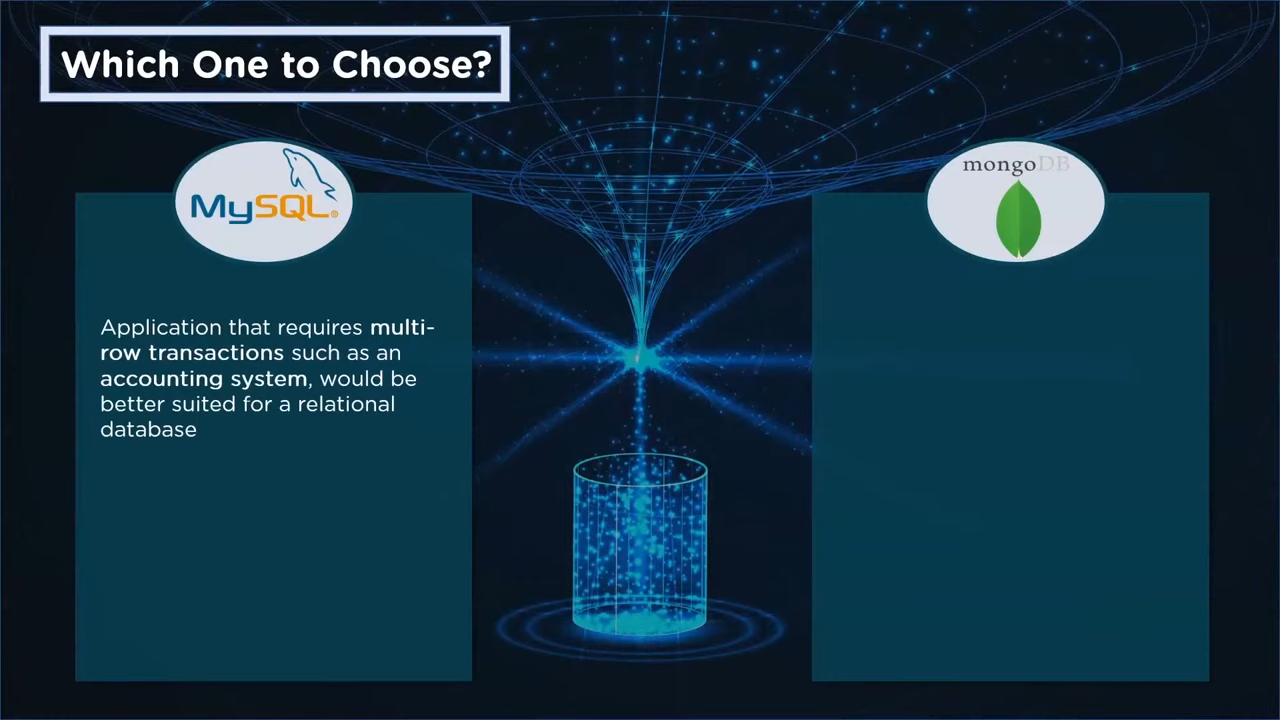 Which One to Choose?
MySQL®
mongoDB
Application that requires multi-
row transactions such as an
accounting system, would be
better suited for a relational
database